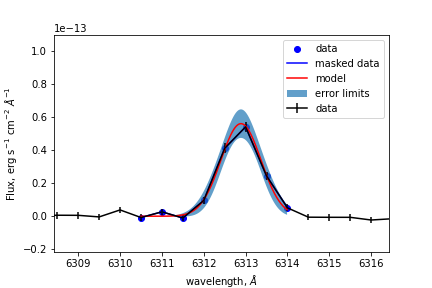 1e−13
data
masked data
model
error limits
data
1.0
0.8
0.6
0.4
0.2
0.0
−0.2
Flux, erg s⁻¹ cm⁻² Å⁻¹
6309 6310 6311 6312 6313 6314 6315 6316
wavelength, Å